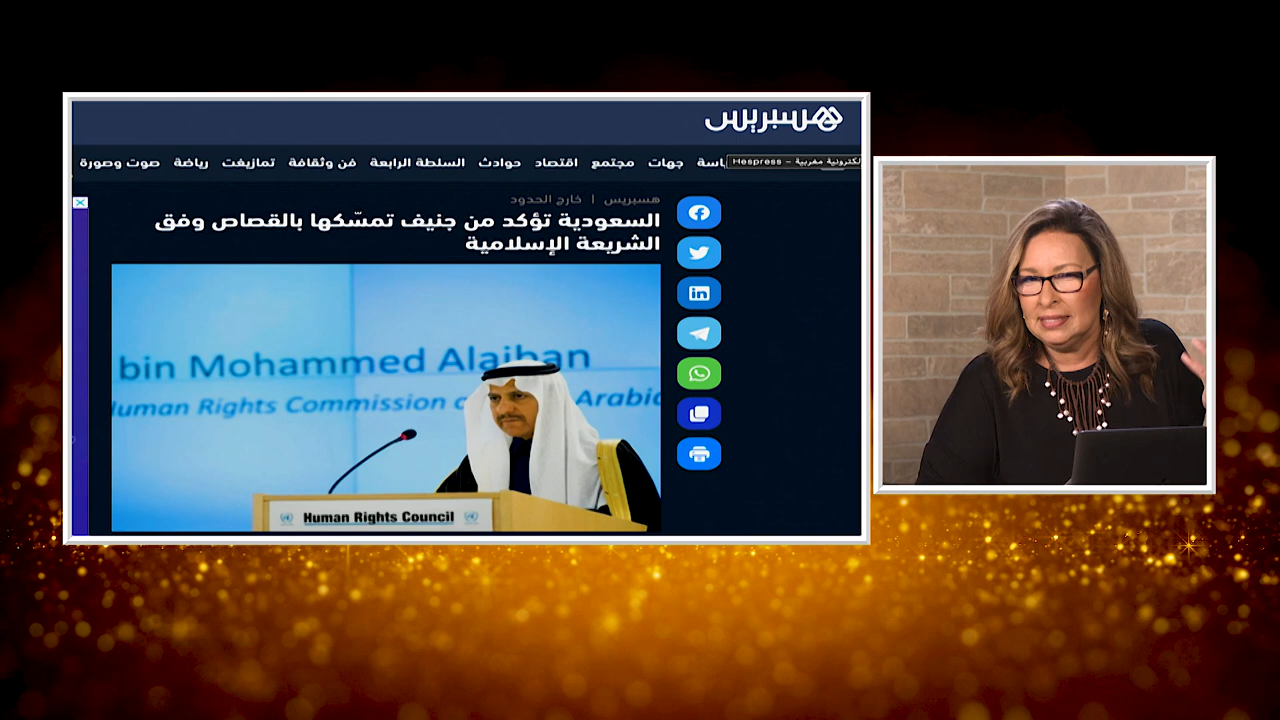 هسبريس
Hespress – إلكترونية مغربية
جهات مجتمع اقتصاد حوادث السلطة الرابعة فن وثقافة تمازيغت رياضة صوت وصورة
هسبريس | خارج الحدود
السعودية تؤكد من جنيف تمسّكها بالقصاص وفق
الشريعة الإسلامية
bin Mohammed Alaiban
Human Rights Commission Arabia
Human Rights Council